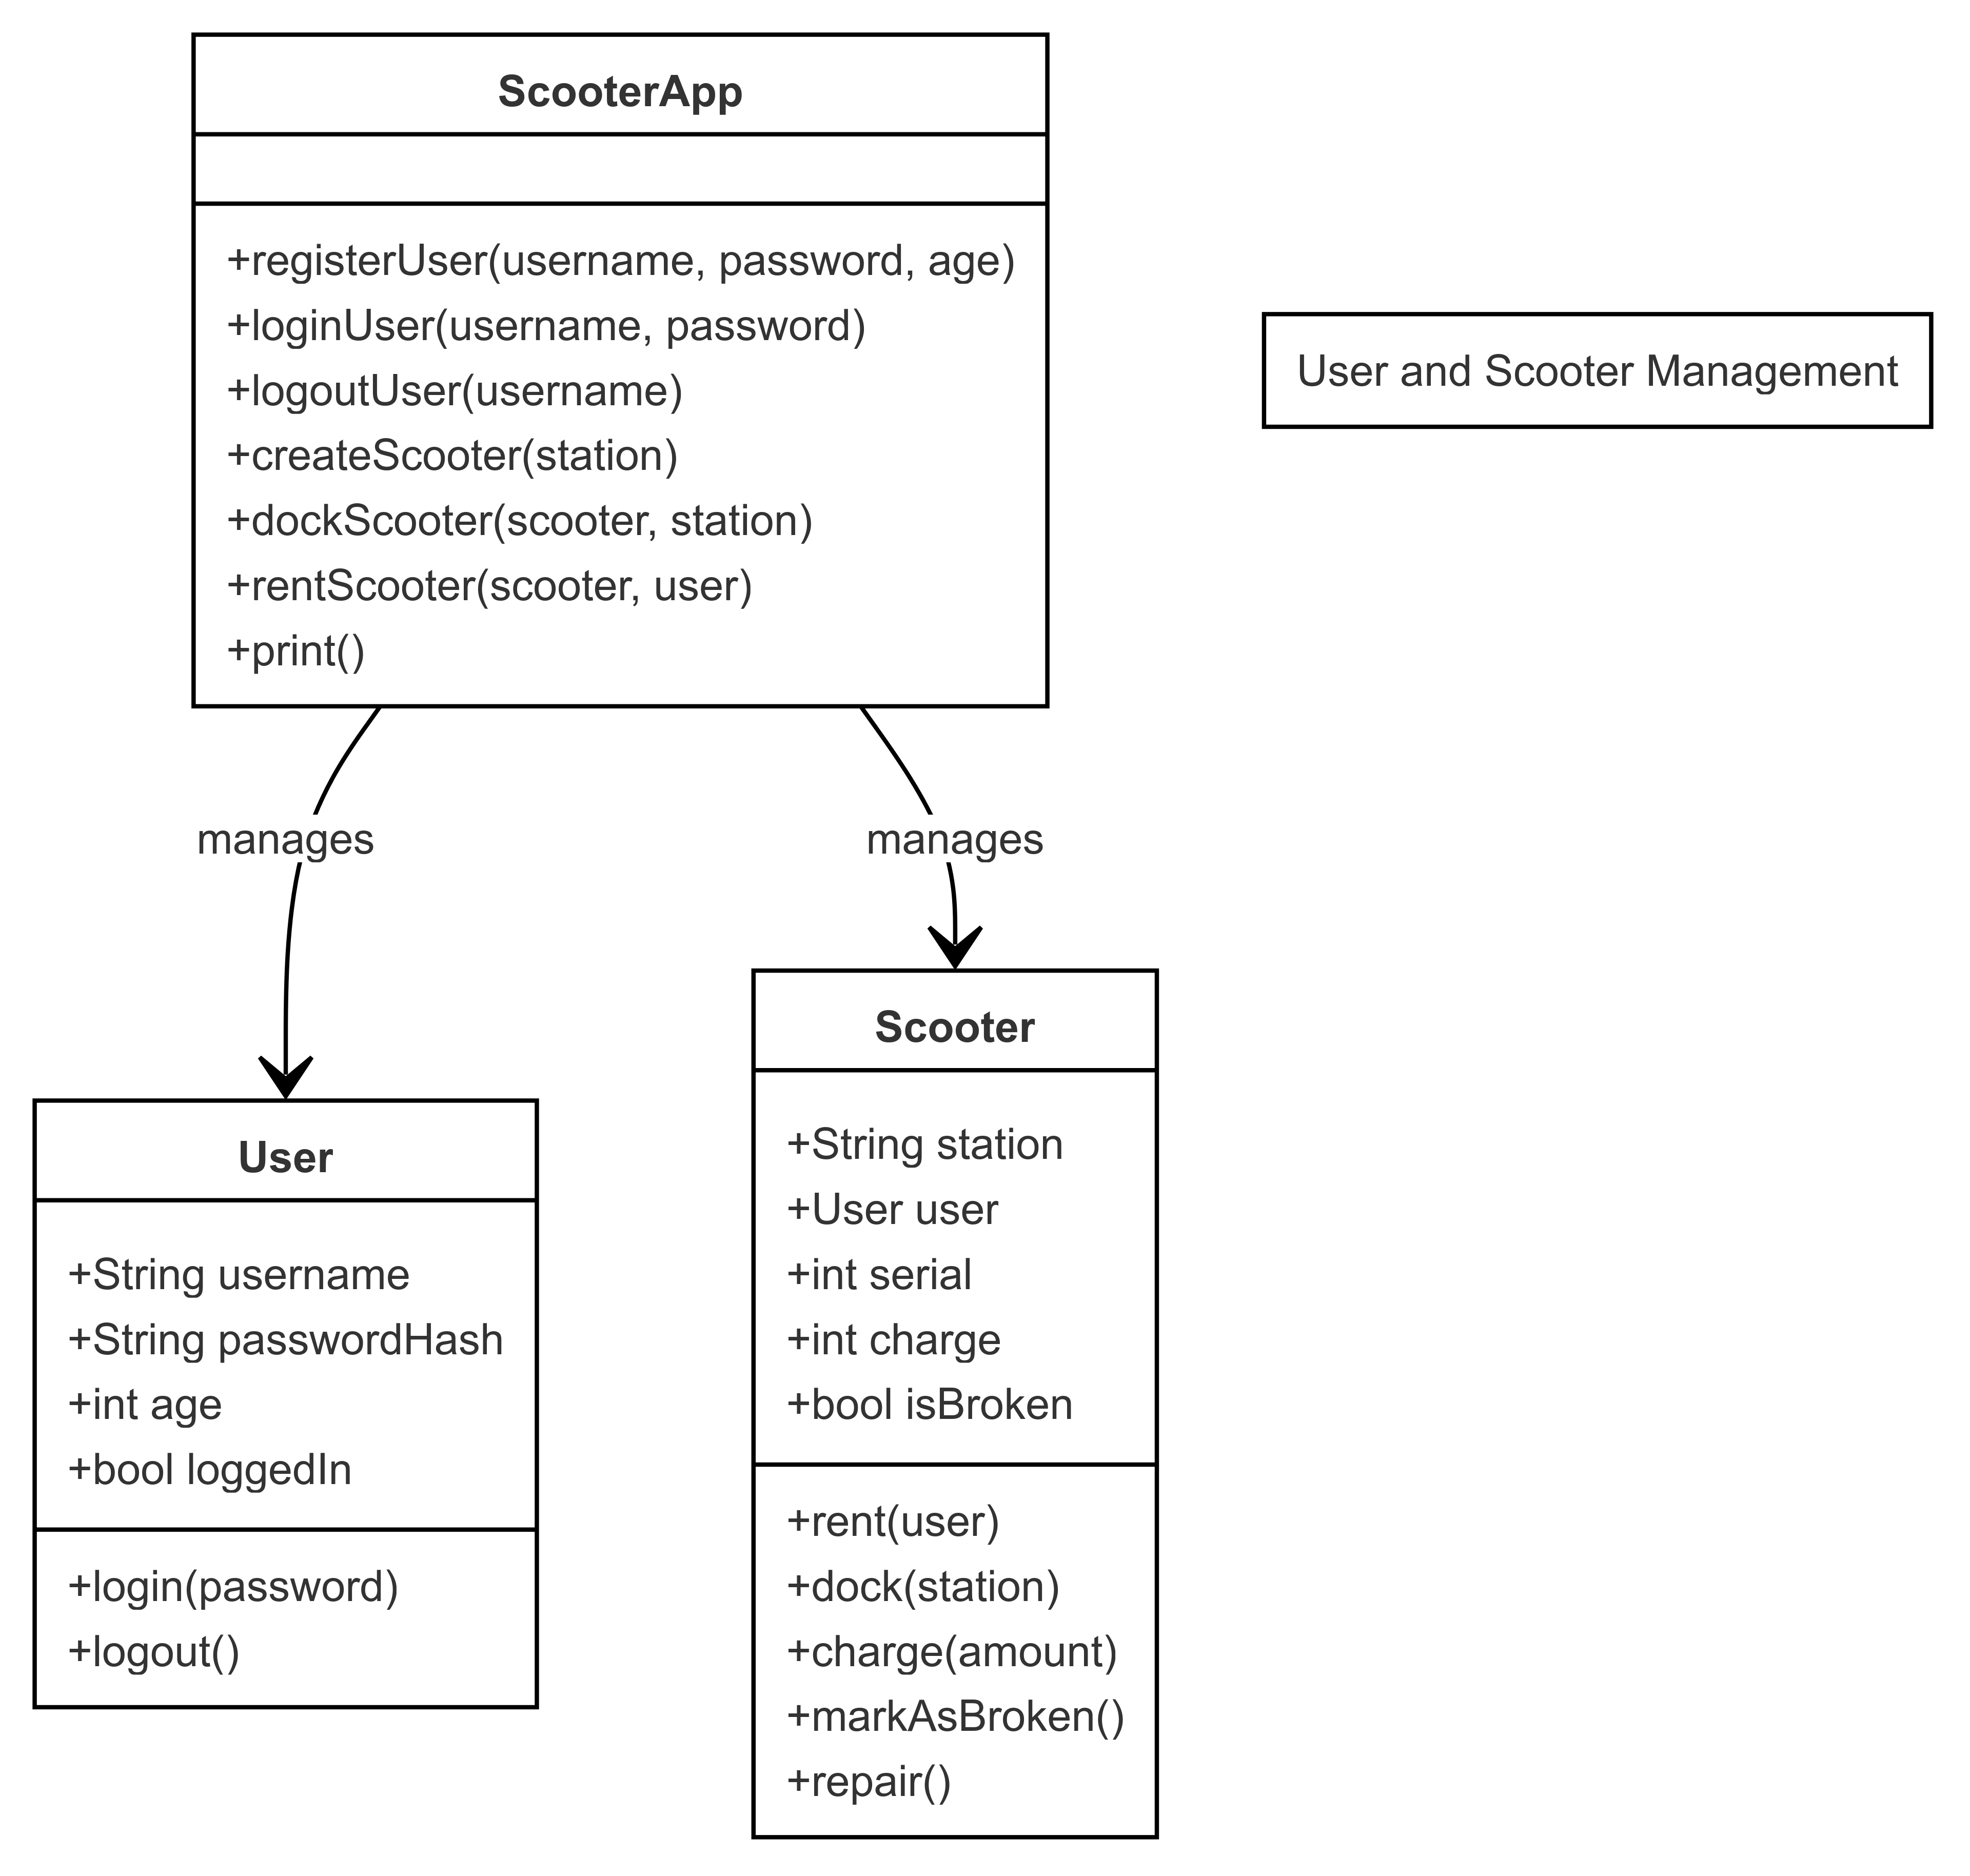 ScooterApp
+registerUser(username, password, age)
+loginUser(username, password)
+logoutUser(username)
+createScooter(station)
+dockScooter(scooter, station)
+rentScooter(scooter, user)
+print()
User and Scooter Management
manages
manages
User
+String username
+String passwordHash
+int age
+bool loggedIn
+login(password)
+logout()
Scooter
+String station
+User user
+int serial
+int charge
+bool isBroken
+rent(user)
+dock(station)
+charge(amount)
+markAsBroken()
+repair()